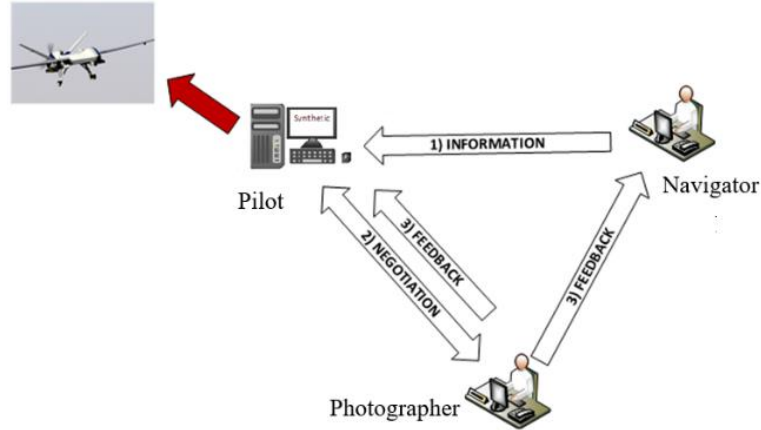 Synthetic
1) INFORMATION
Pilot
Navigator
2) NEGOTIATION
3) FEEDBACK
3) FEEDBACK
Photographer